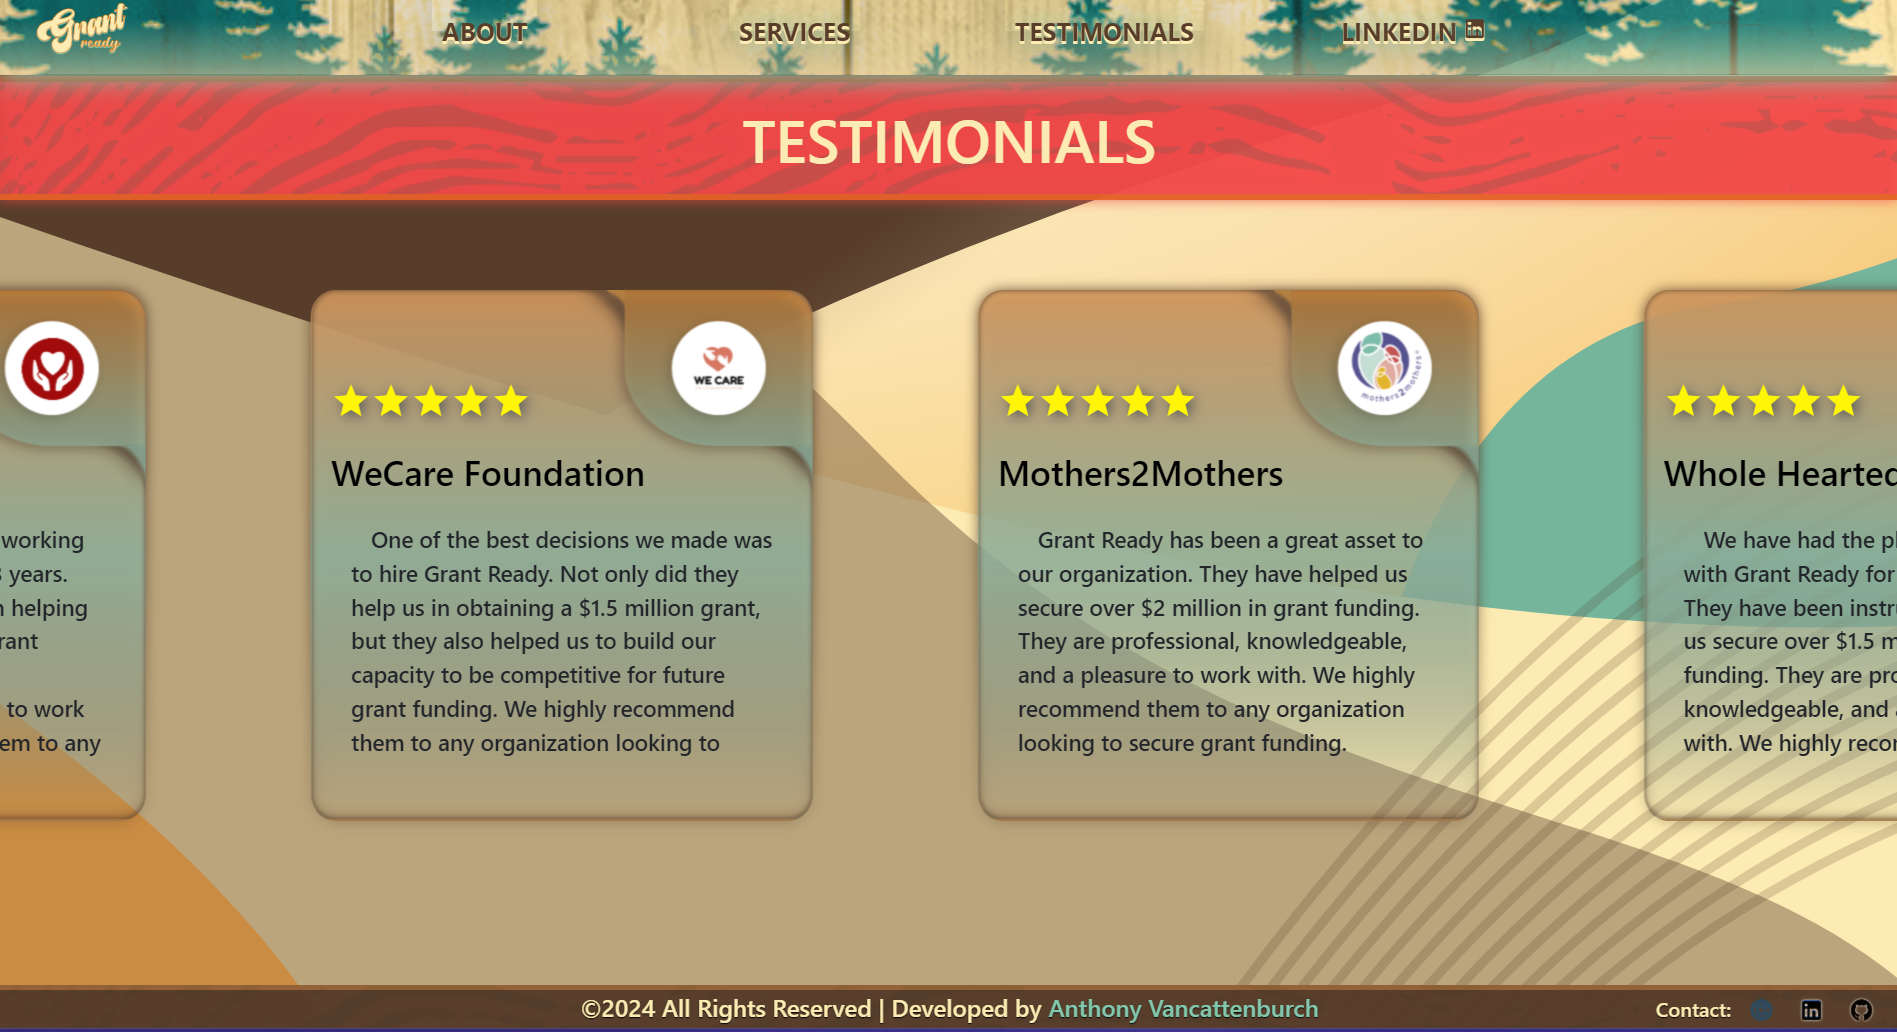 Grant
ready
ABOUT
SERVICES
TESTIMONIALS
LINKEDIN
TESTIMONIALS
working
years.
helping
to work
to any
WE CARE
WeCare Foundation
One of the best decisions we made was
to hire Grant Ready. Not only did they
help us in obtaining a $1.5 million grant,
but they also helped us to build our
capacity to be competitive for future
grant funding. We highly recommend
them to any organization looking to
mothers2mothers
Mothers2Mothers
Grant Ready has been a great asset to
our organization. They have helped us
secure over $2 million in grant funding.
They are professional, knowledgeable,
and a pleasure to work with. We highly
recommend them to any organization
looking to secure grant funding.
Whole Hearted
We have had the
with Grant Ready for
They have been
us secure over $1.5
funding. They are
knowledgeable, and
with. We highly
©2024 All Rights Reserved | Developed by Anthony Vancattenburch
Contact: